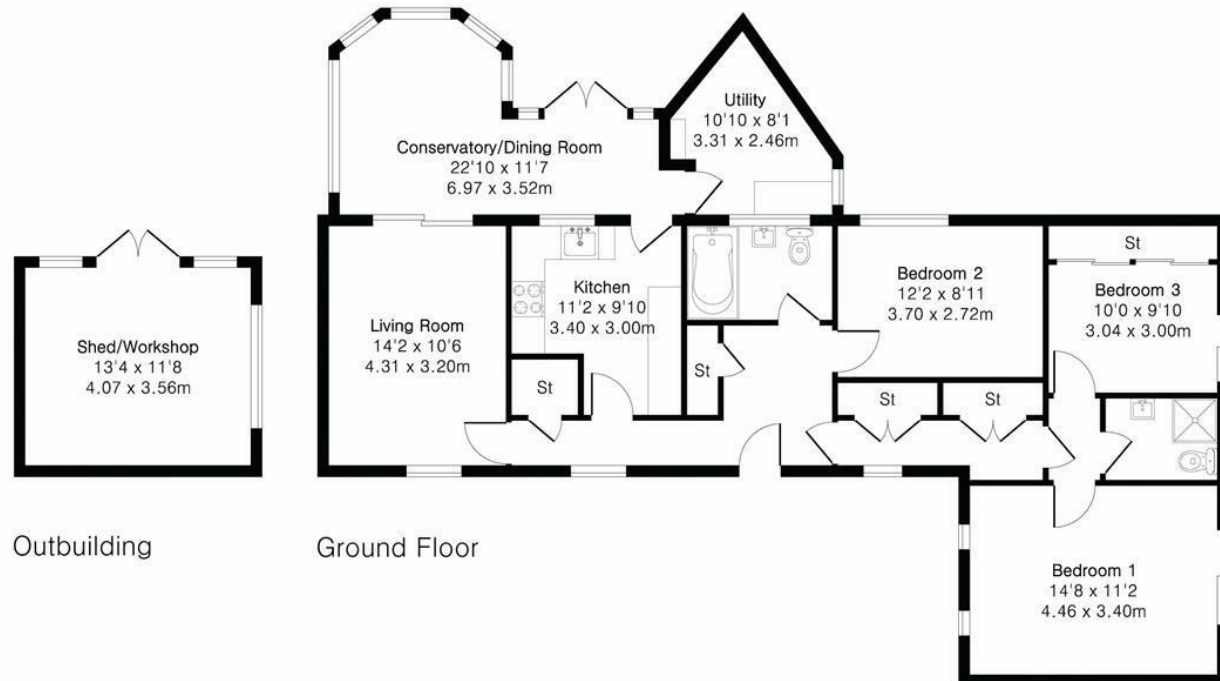 Utility
10'10 x 8'1
3.31 x 2.46m
Conservatory/Dining Room
22'10 x 11'7
6.97 x 3.52m
St
Bedroom 2
12'2 x 8'11
3.70 x 2.72m
Bedroom 3
10'0 x 9'10
3.04 x 3.00m
Kitchen
11'2 x 9'10
3.40 x 3.00m
Living Room
14'2 x 10'6
4.31 x 3.20m
Shed/Workshop
13'4 x 11'8
4.07 x 3.56m
St
St
St
St
Outbuilding
Ground Floor
Bedroom 1
14'8 x 11'2
4.46 x 3.40m